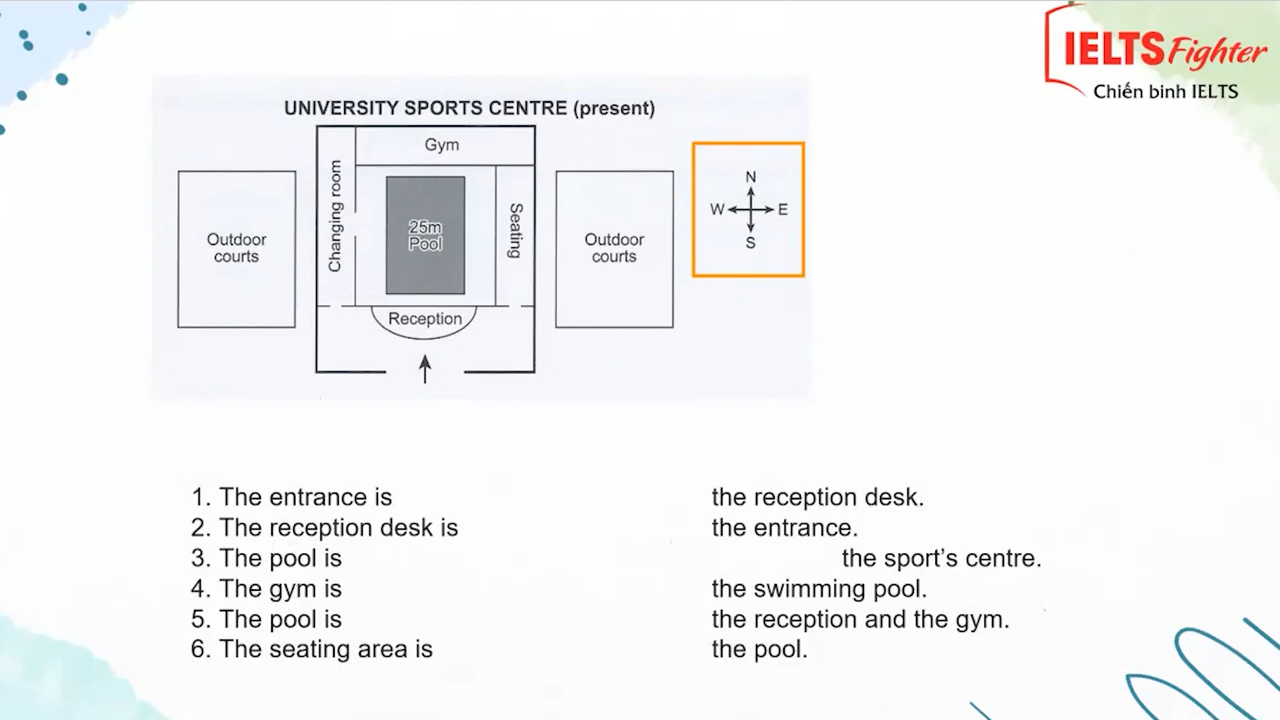 IELTS Fighter
Chiến binh IELTS
UNIVERSITY SPORTS CENTRE (present)
Gym
Changing room
25m
Pool
Seating
Outdoor
courts
Outdoor
courts
Reception
N
W E
S
1. The entrance is the reception desk.
2. The reception desk is the entrance.
3. The pool is the sport’s centre.
4. The gym is the swimming pool.
5. The pool is the reception and the gym.
6. The seating area is the pool.